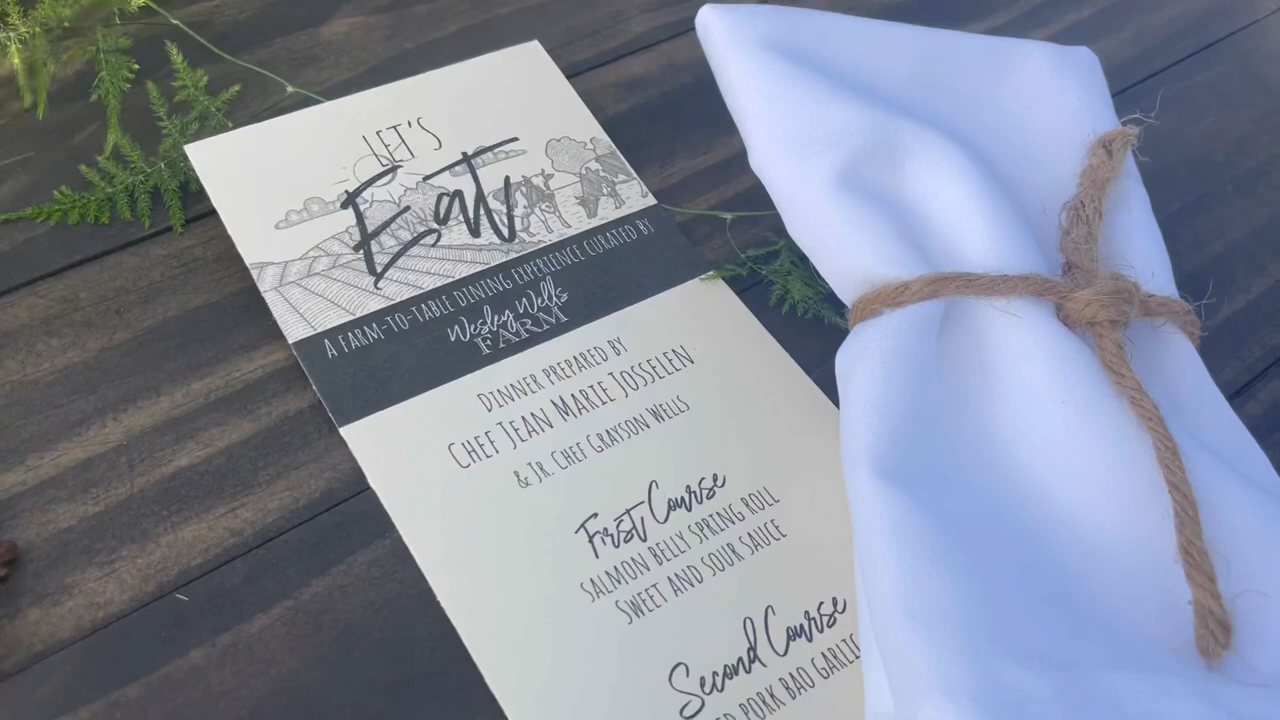 LET'S
Eat
A FARM-TO-TABLE DINING EXPERIENCE CURATED BY
Wesley Wells
FARM
DINNER PREPARED BY
CHEF JEAN MARIE JOSSELEN
& JR. CHEF GRAYSON WELLS
First Course
SALMON BELLY SPRING ROLL
SWEET AND SOUR SAUCE
Second Course
PORK BAO GARLIC